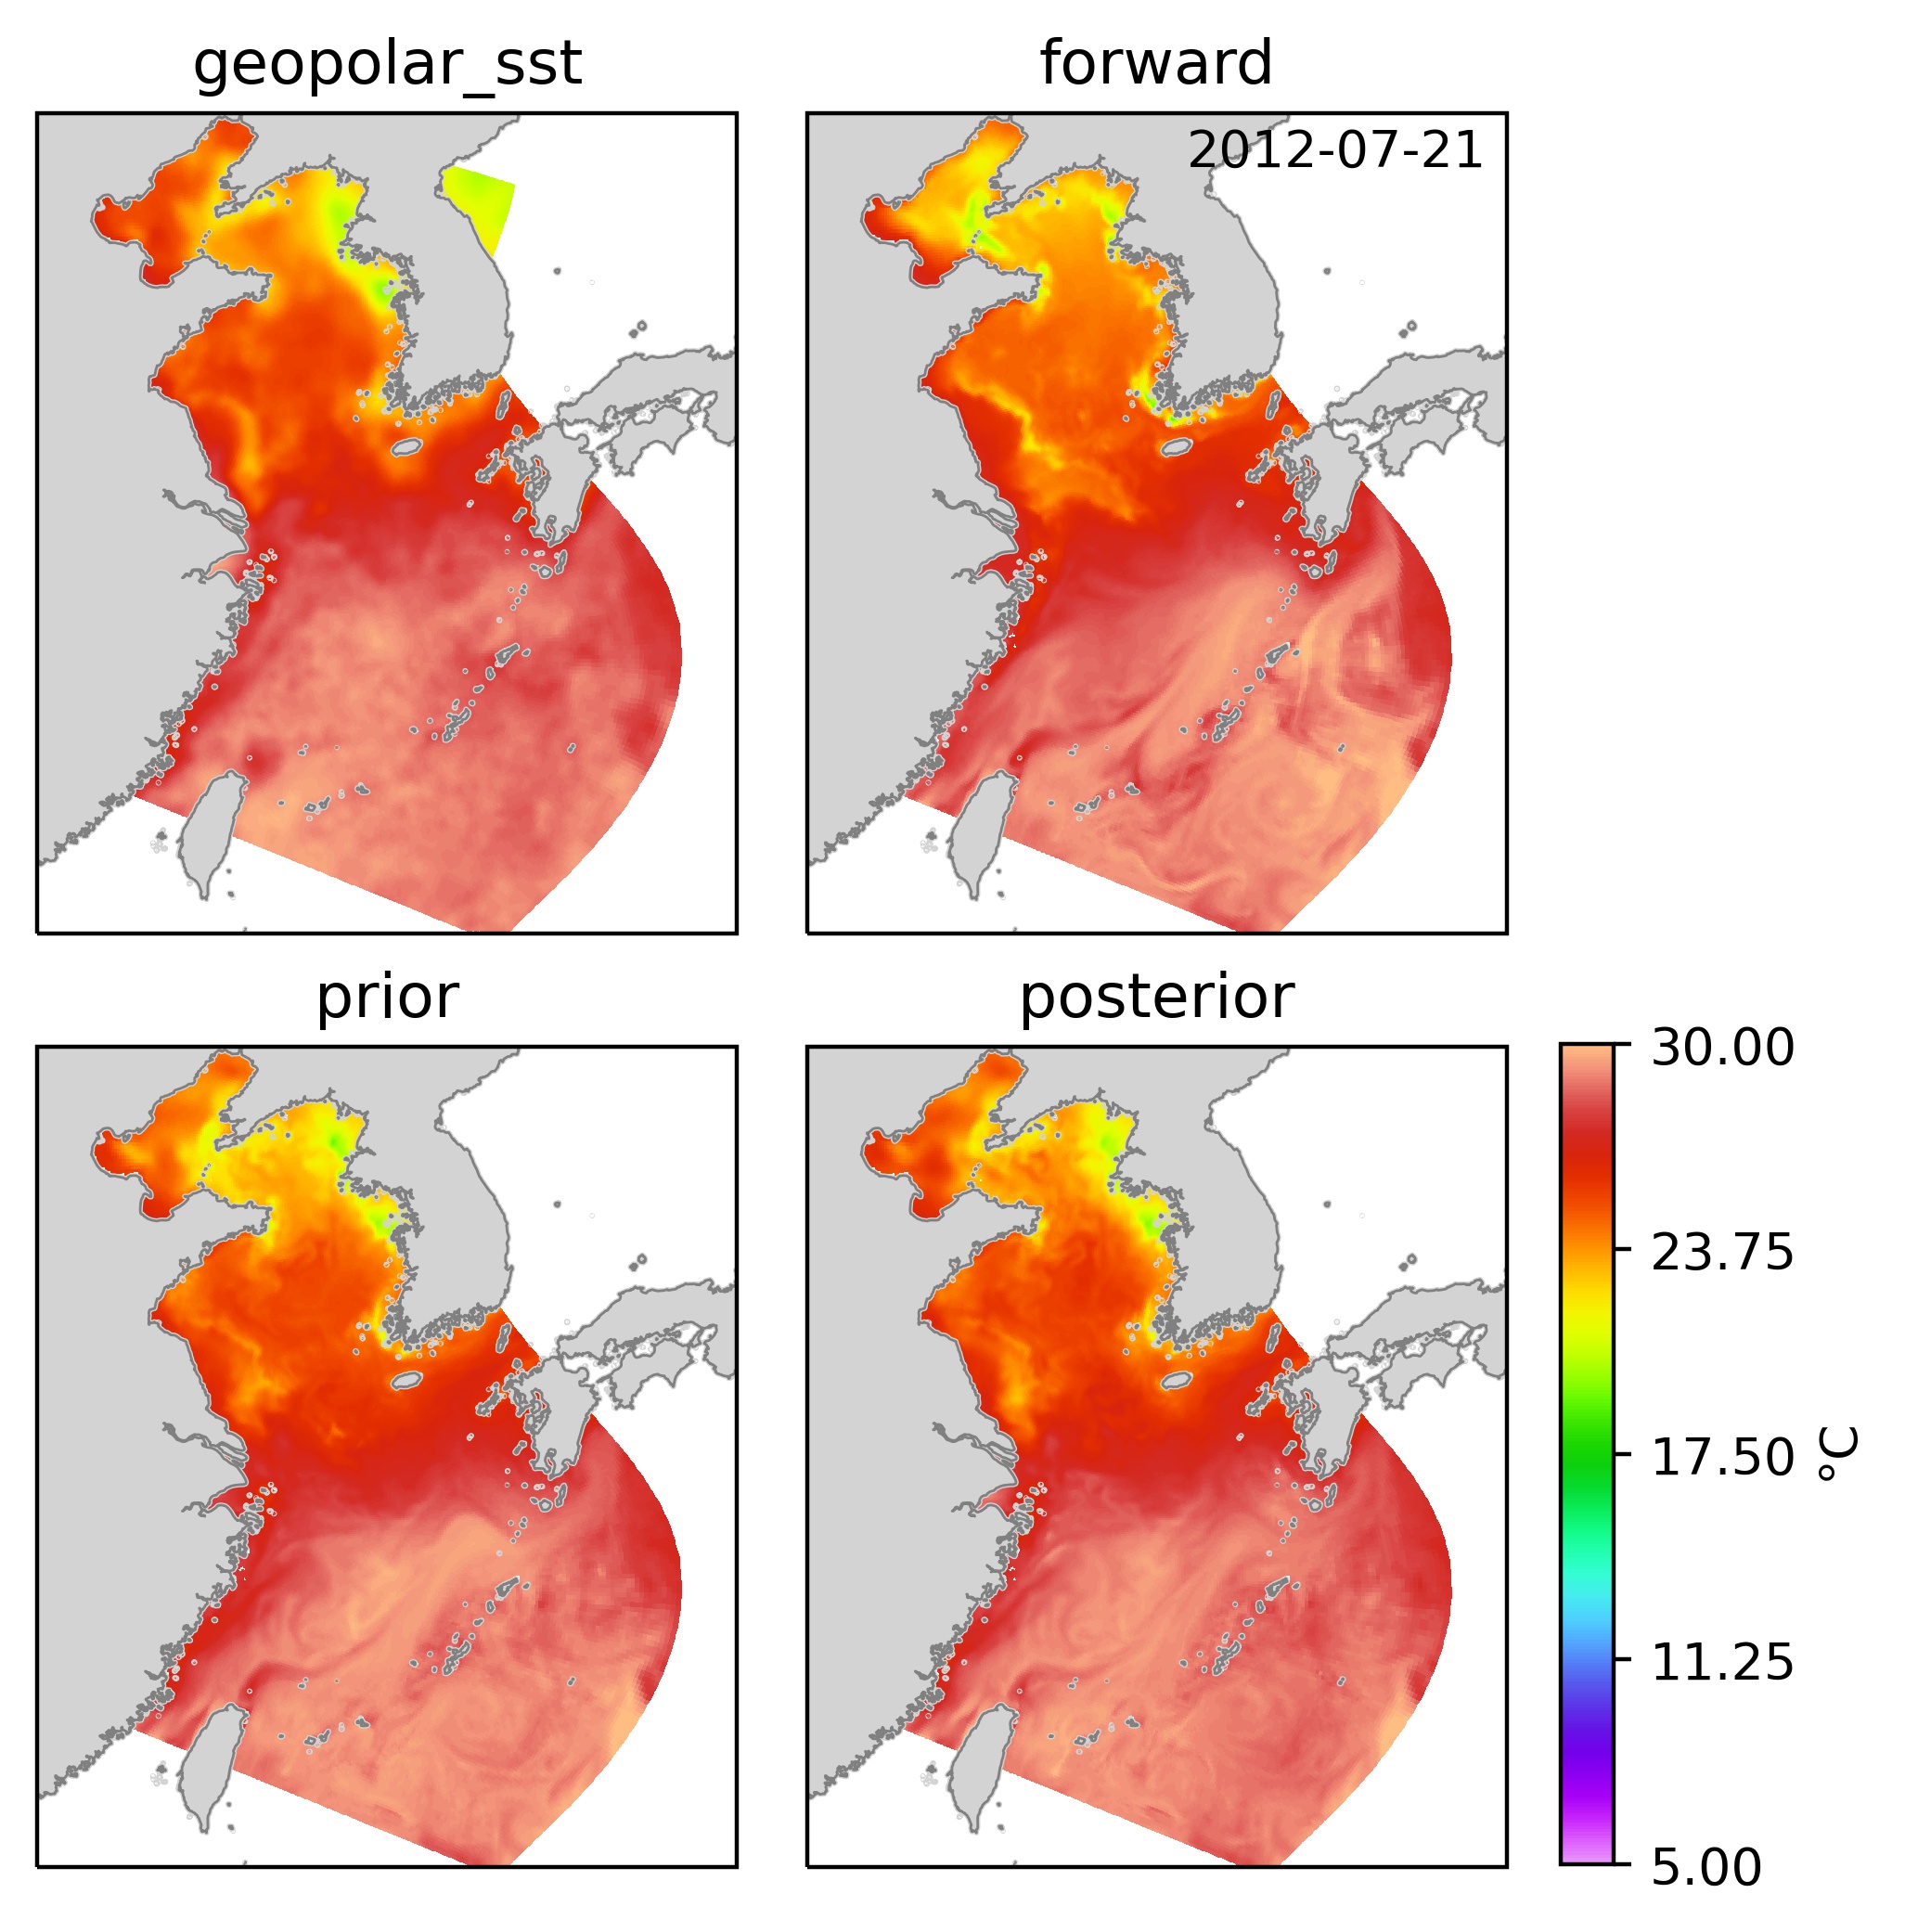 geopolar_sst
forward
2012-07-21
prior
posterior
30.00
23.75
17.50
11.25
5.00
°C